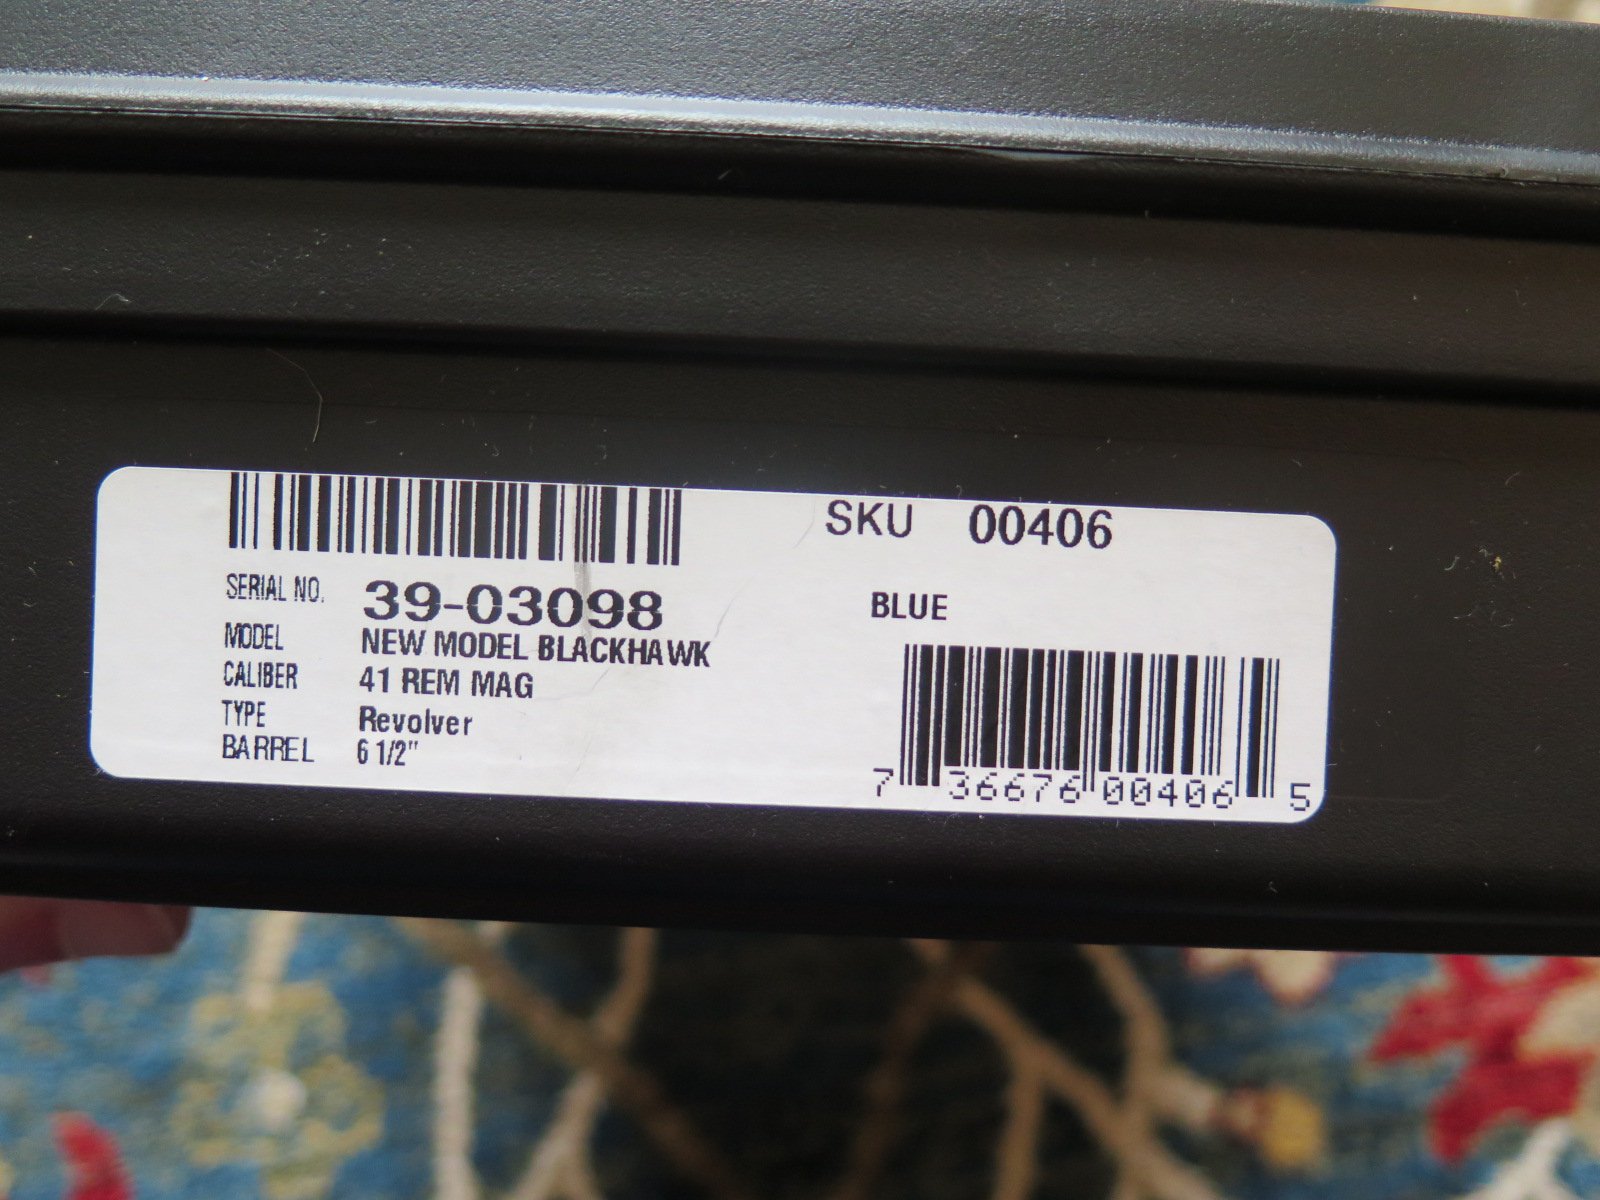 SKU 00406
SERIAL NO. 39-03098
BLUE
MODEL NEW MODEL BLACKHAWK
CALIBER 41 REM MAG
TYPE Revolver
BARREL 6 1/2"
7 36676 00406 5